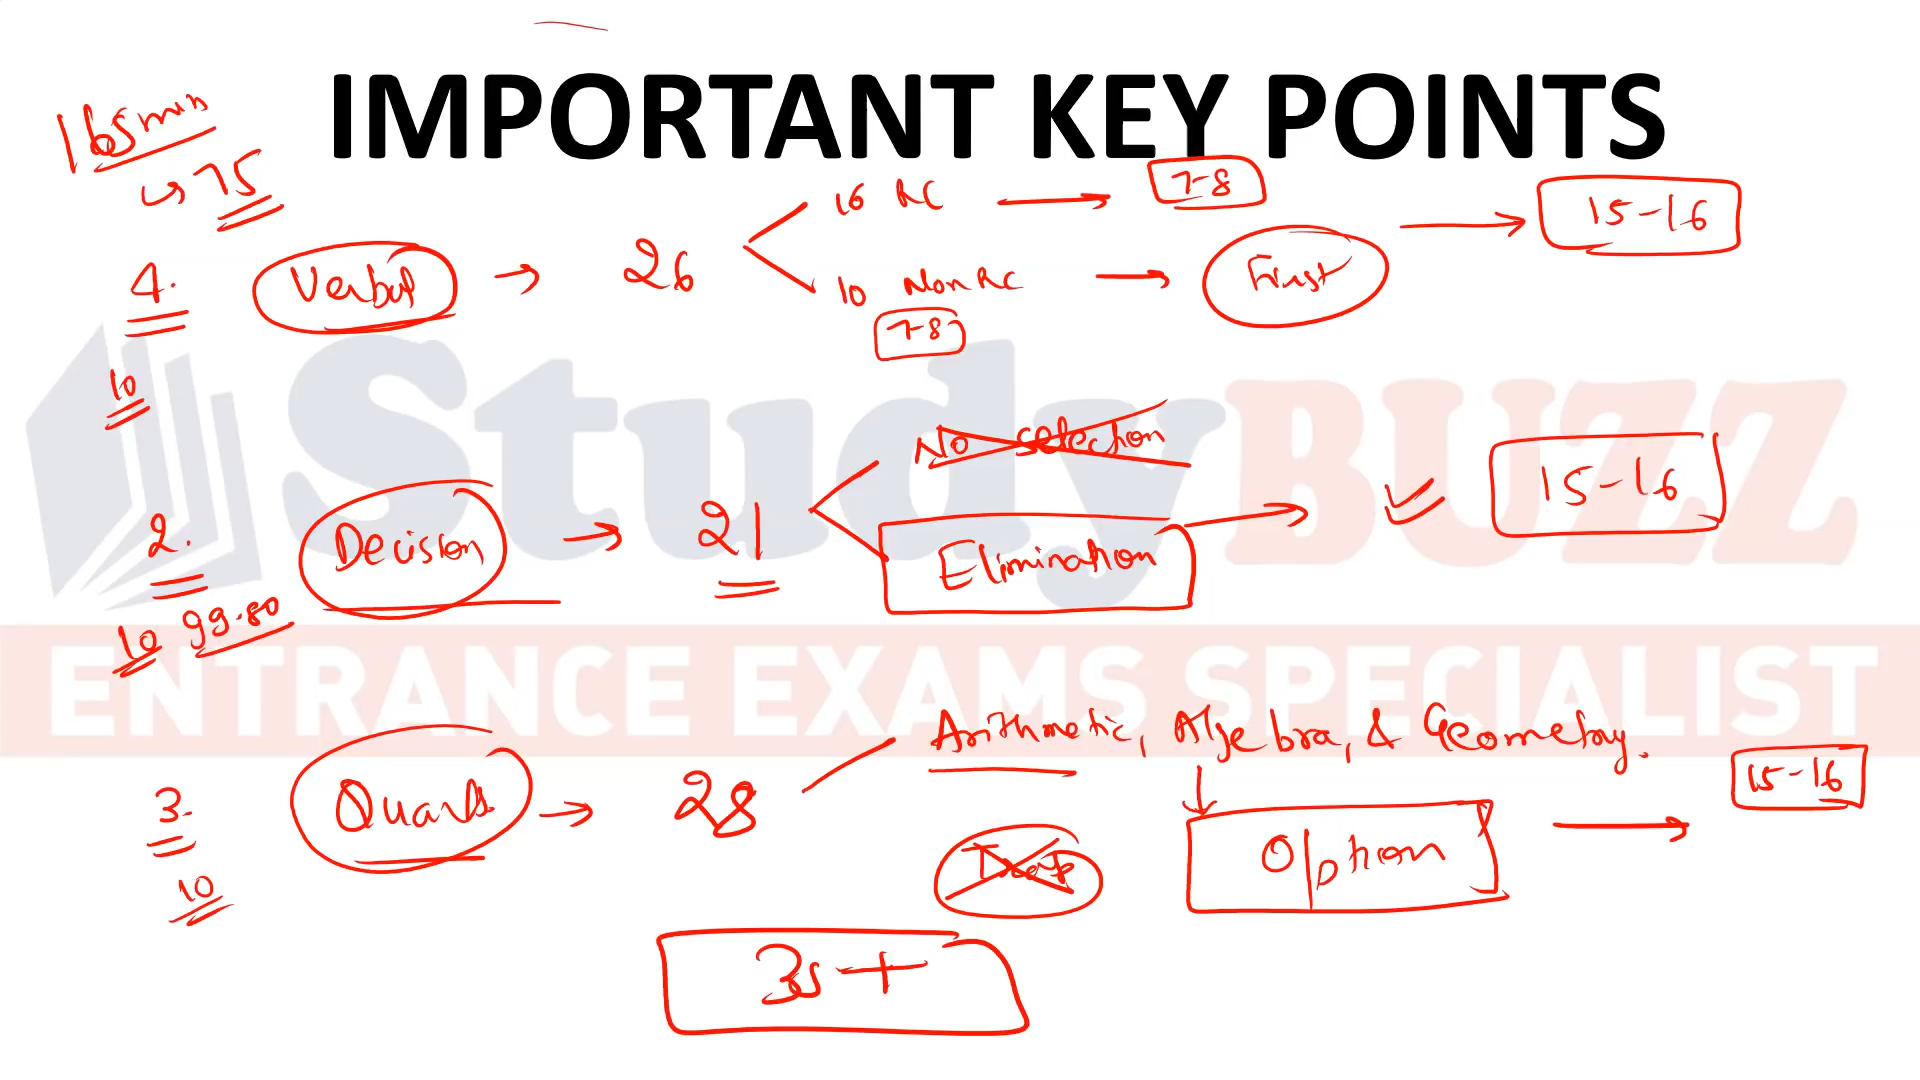 IMPORTANT KEY POINTS
165 min
↳ 75
4. Verbal → 26
16 RC → 7-8
10 Non RC → First → 15-16
7-8
10
StudyBUZZ
ENTRANCE EXAMS SPECIALIST
2. Decision → 21
No selection
Elimination → 15-16
10 99.80
3. Quants → 28
Arithmetic, Algebra, & Geometry.
Option → 15-16
10
35+